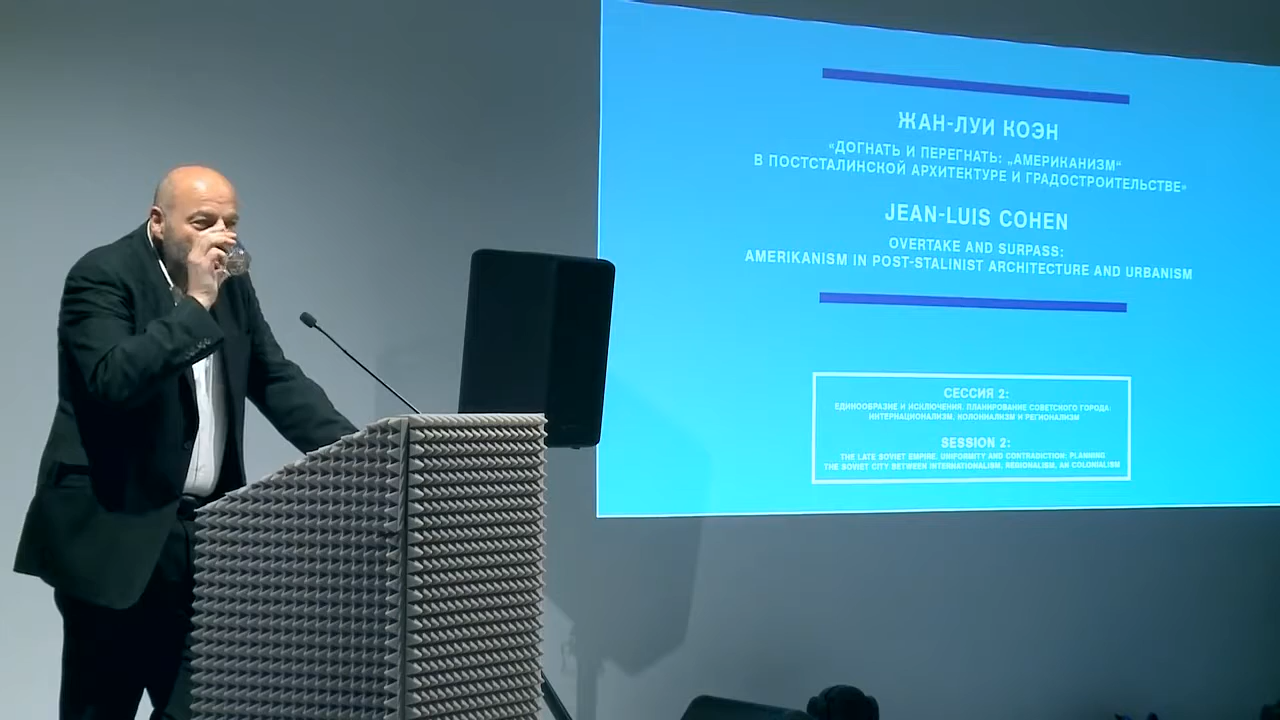 ЖАН-ЛУИ КОЭН
«ДОГНАТЬ И ПЕРЕГНАТЬ: „АМЕРИКАНИЗМ“
В ПОСТСТАЛИНСКОЙ АРХИТЕКТУРЕ И ГРАДОСТРОИТЕЛЬСТВЕ»
JEAN-LUIS COHEN
OVERTAKE AND SURPASS:
AMERIKANISM IN POST-STALINIST ARCHITECTURE AND URBANISM
СЕССИЯ 2:
ЕДИНООБРАЗИЕ И ИСКЛЮЧЕНИЯ. ПЛАНИРОВАНИЕ СОВЕТСКОГО ГОРОДА:
ИНТЕРНАЦИОНАЛИЗМ, КОЛОНИАЛИЗМ И РЕГИОНАЛИЗМ
SESSION 2:
THE LATE SOVIET EMPIRE. UNIFORMITY AND CONTRADICTION: PLANNING
THE SOVIET CITY BETWEEN INTERNATIONALISM, REGIONALISM, AN COLONIALISM